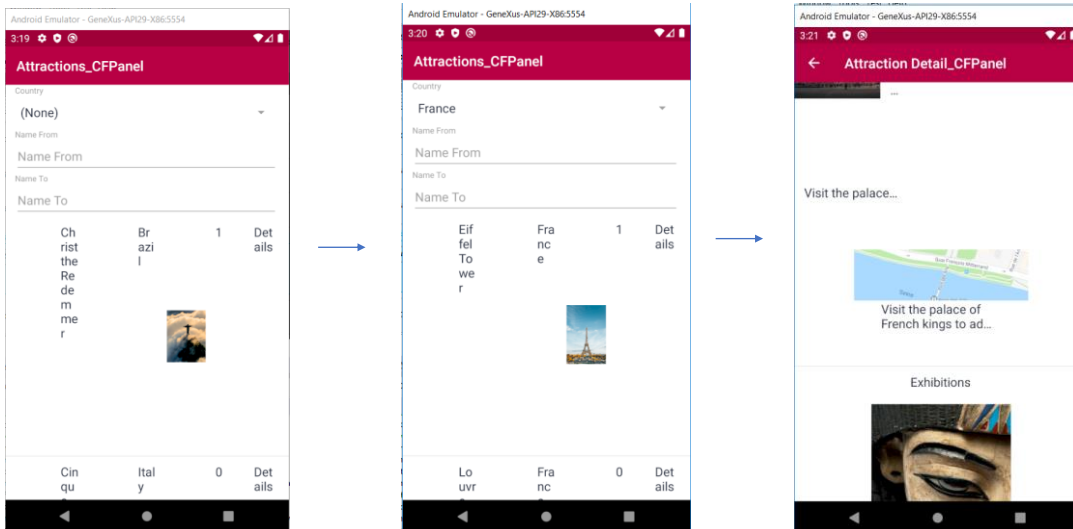 Android Emulator - GeneXus-API29-X86:5554
3:19
Attractions_CFPanel
Country
(None)
Name From
Name From
Name To
Name To
Ch
rist
the
Re
de
m
me
r
Br
azi
l
1
Det
ails
Cin
qu
Ital
y
0
Det
ails
Android Emulator - GeneXus-API29-X86:5554
3:20
Attractions_CFPanel
Country
France
Name From
Name From
Name To
Name To
Eif
fel
To
we
r
Fra
nc
e
1
Det
ails
Lo
uvr
Fra
nc
0
Det
ails
Android Emulator - GeneXus-API29-X86:5554
3:21
Attraction Detail_CFPanel
...
Visit the palace...
Visit the palace of
French kings to ad...
Exhibitions